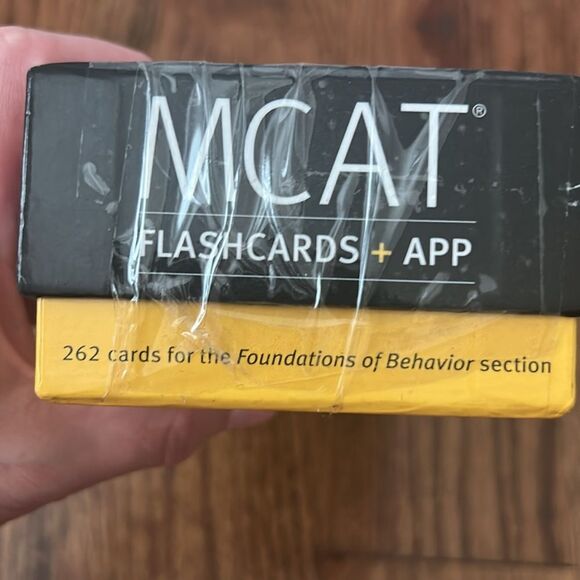 MCAT®
FLASHCARDS + APP
262 cards for the Foundations of Behavior section